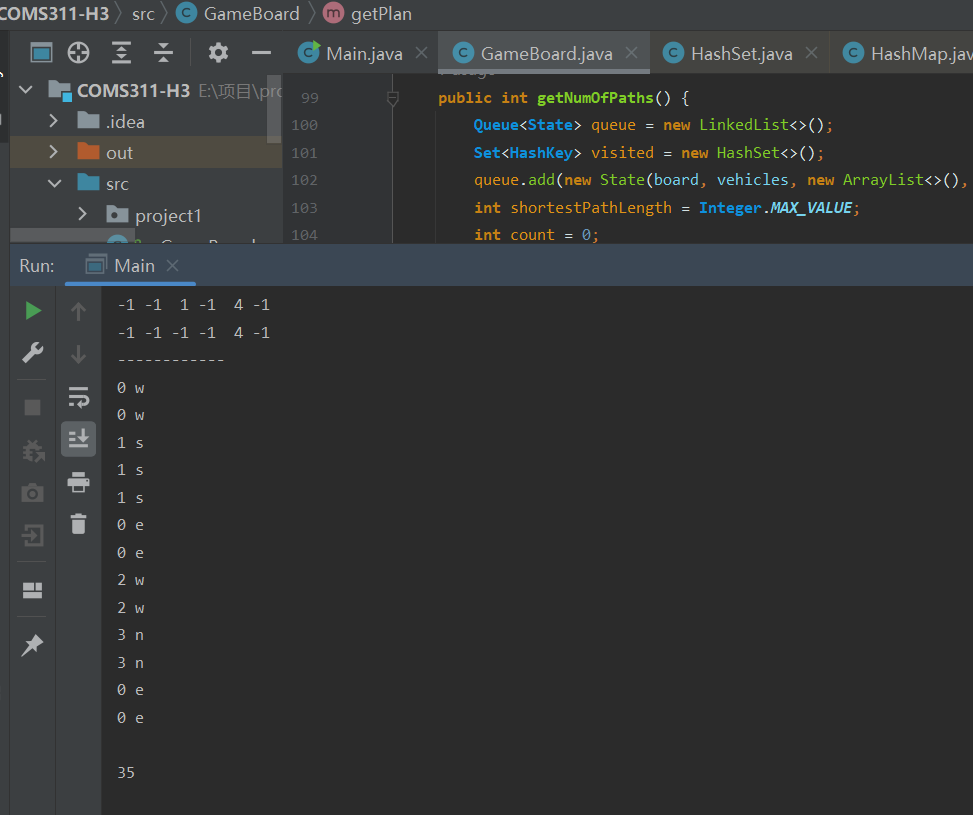 COMS311-H3 src GameBoard getPlan
Main.java GameBoard.java HashSet.java
COMS311-H3 E:\项目\
.idea
out
src
project1
99 public int getNumOfPaths() {
100 Queue<State> queue = new LinkedList<>();
101 Set<HashKey> visited = new HashSet<>();
102 queue.add(new State(board, vehicles, new ArrayList<>(),
103 int shortestPathLength = Integer.MAX_VALUE;
104 int count = 0;
Run: Main
-1 -1 1 -1 4 -1
-1 -1 -1 -1 4 -1
------------
0 w
0 w
1 s
1 s
1 s
0 e
0 e
2 w
2 w
3 n
3 n
0 e
0 e
35